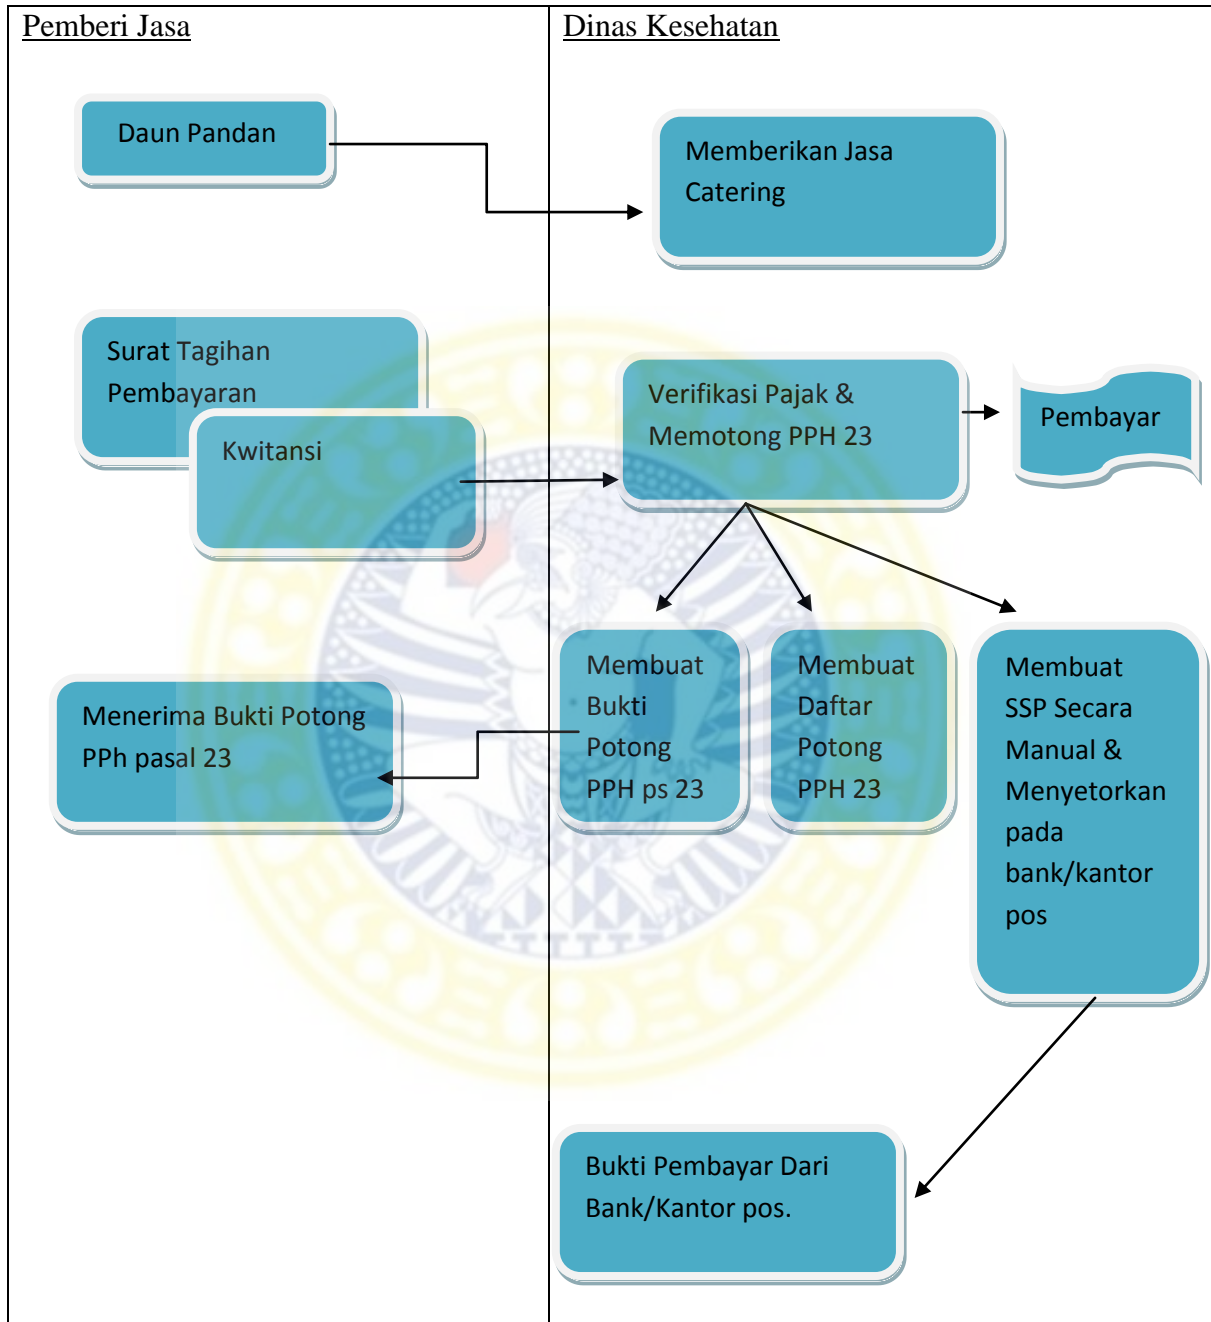 Pemberi Jasa
Dinas Kesehatan
Daun Pandan
Memberikan Jasa
Catering
Surat Tagihan
Pembayaran
Kwitansi
Verifikasi Pajak &
Memotong PPH 23
Pembayar
Menerima Bukti Potong
PPh pasal 23
Membuat
Bukti
Potong
PPH ps 23
Membuat
Daftar
Potong
PPH 23
Membuat
SSP Secara
Manual &
Menyetorkan
pada
bank/kantor
pos
Bukti Pembayar Dari
Bank/Kantor pos.